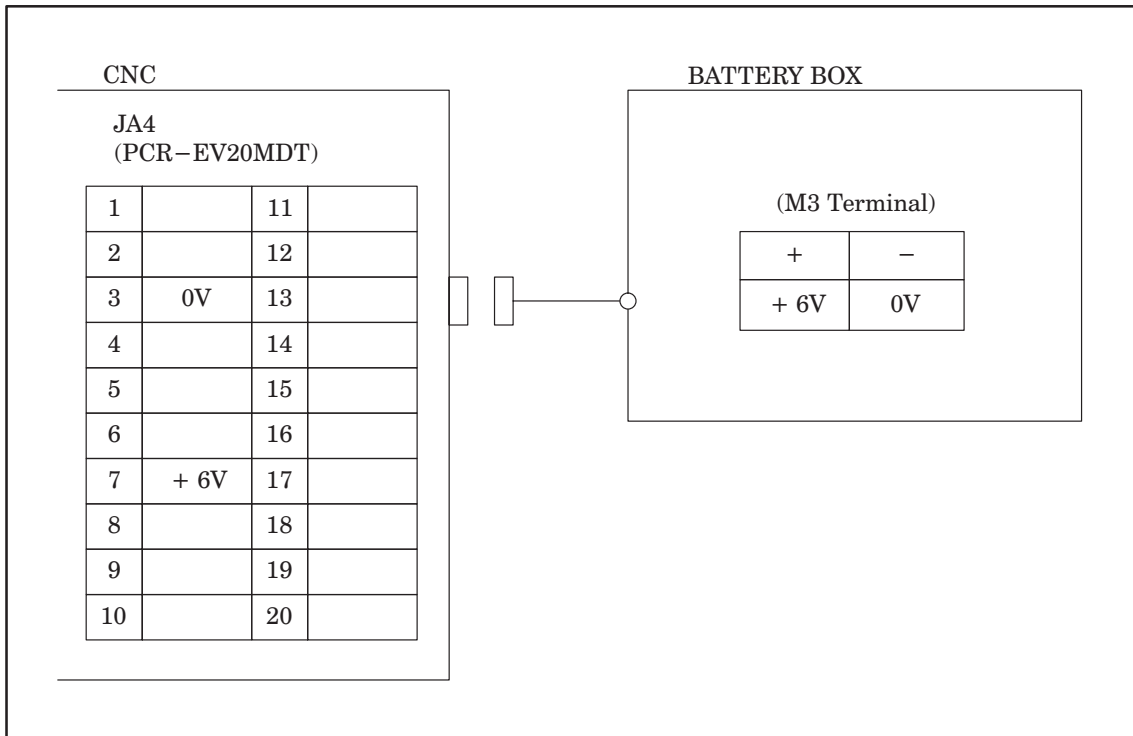 CNC
JA4
(PCR−EV20MDT)
1 11
2 12
3 0V 13
4 14
5 15
6 16
7 + 6V 17
8 18
9 19
10 20
BATTERY BOX
(M3 Terminal)
+ −
+ 6V 0V